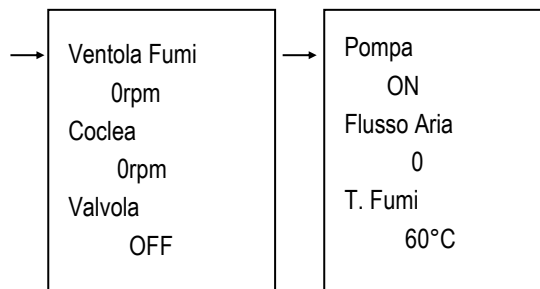 Ventola Fumi
0rpm
Coclea
0rpm
Valvola
OFF
Pompa
ON
Flusso Aria
0
T. Fumi
60°C